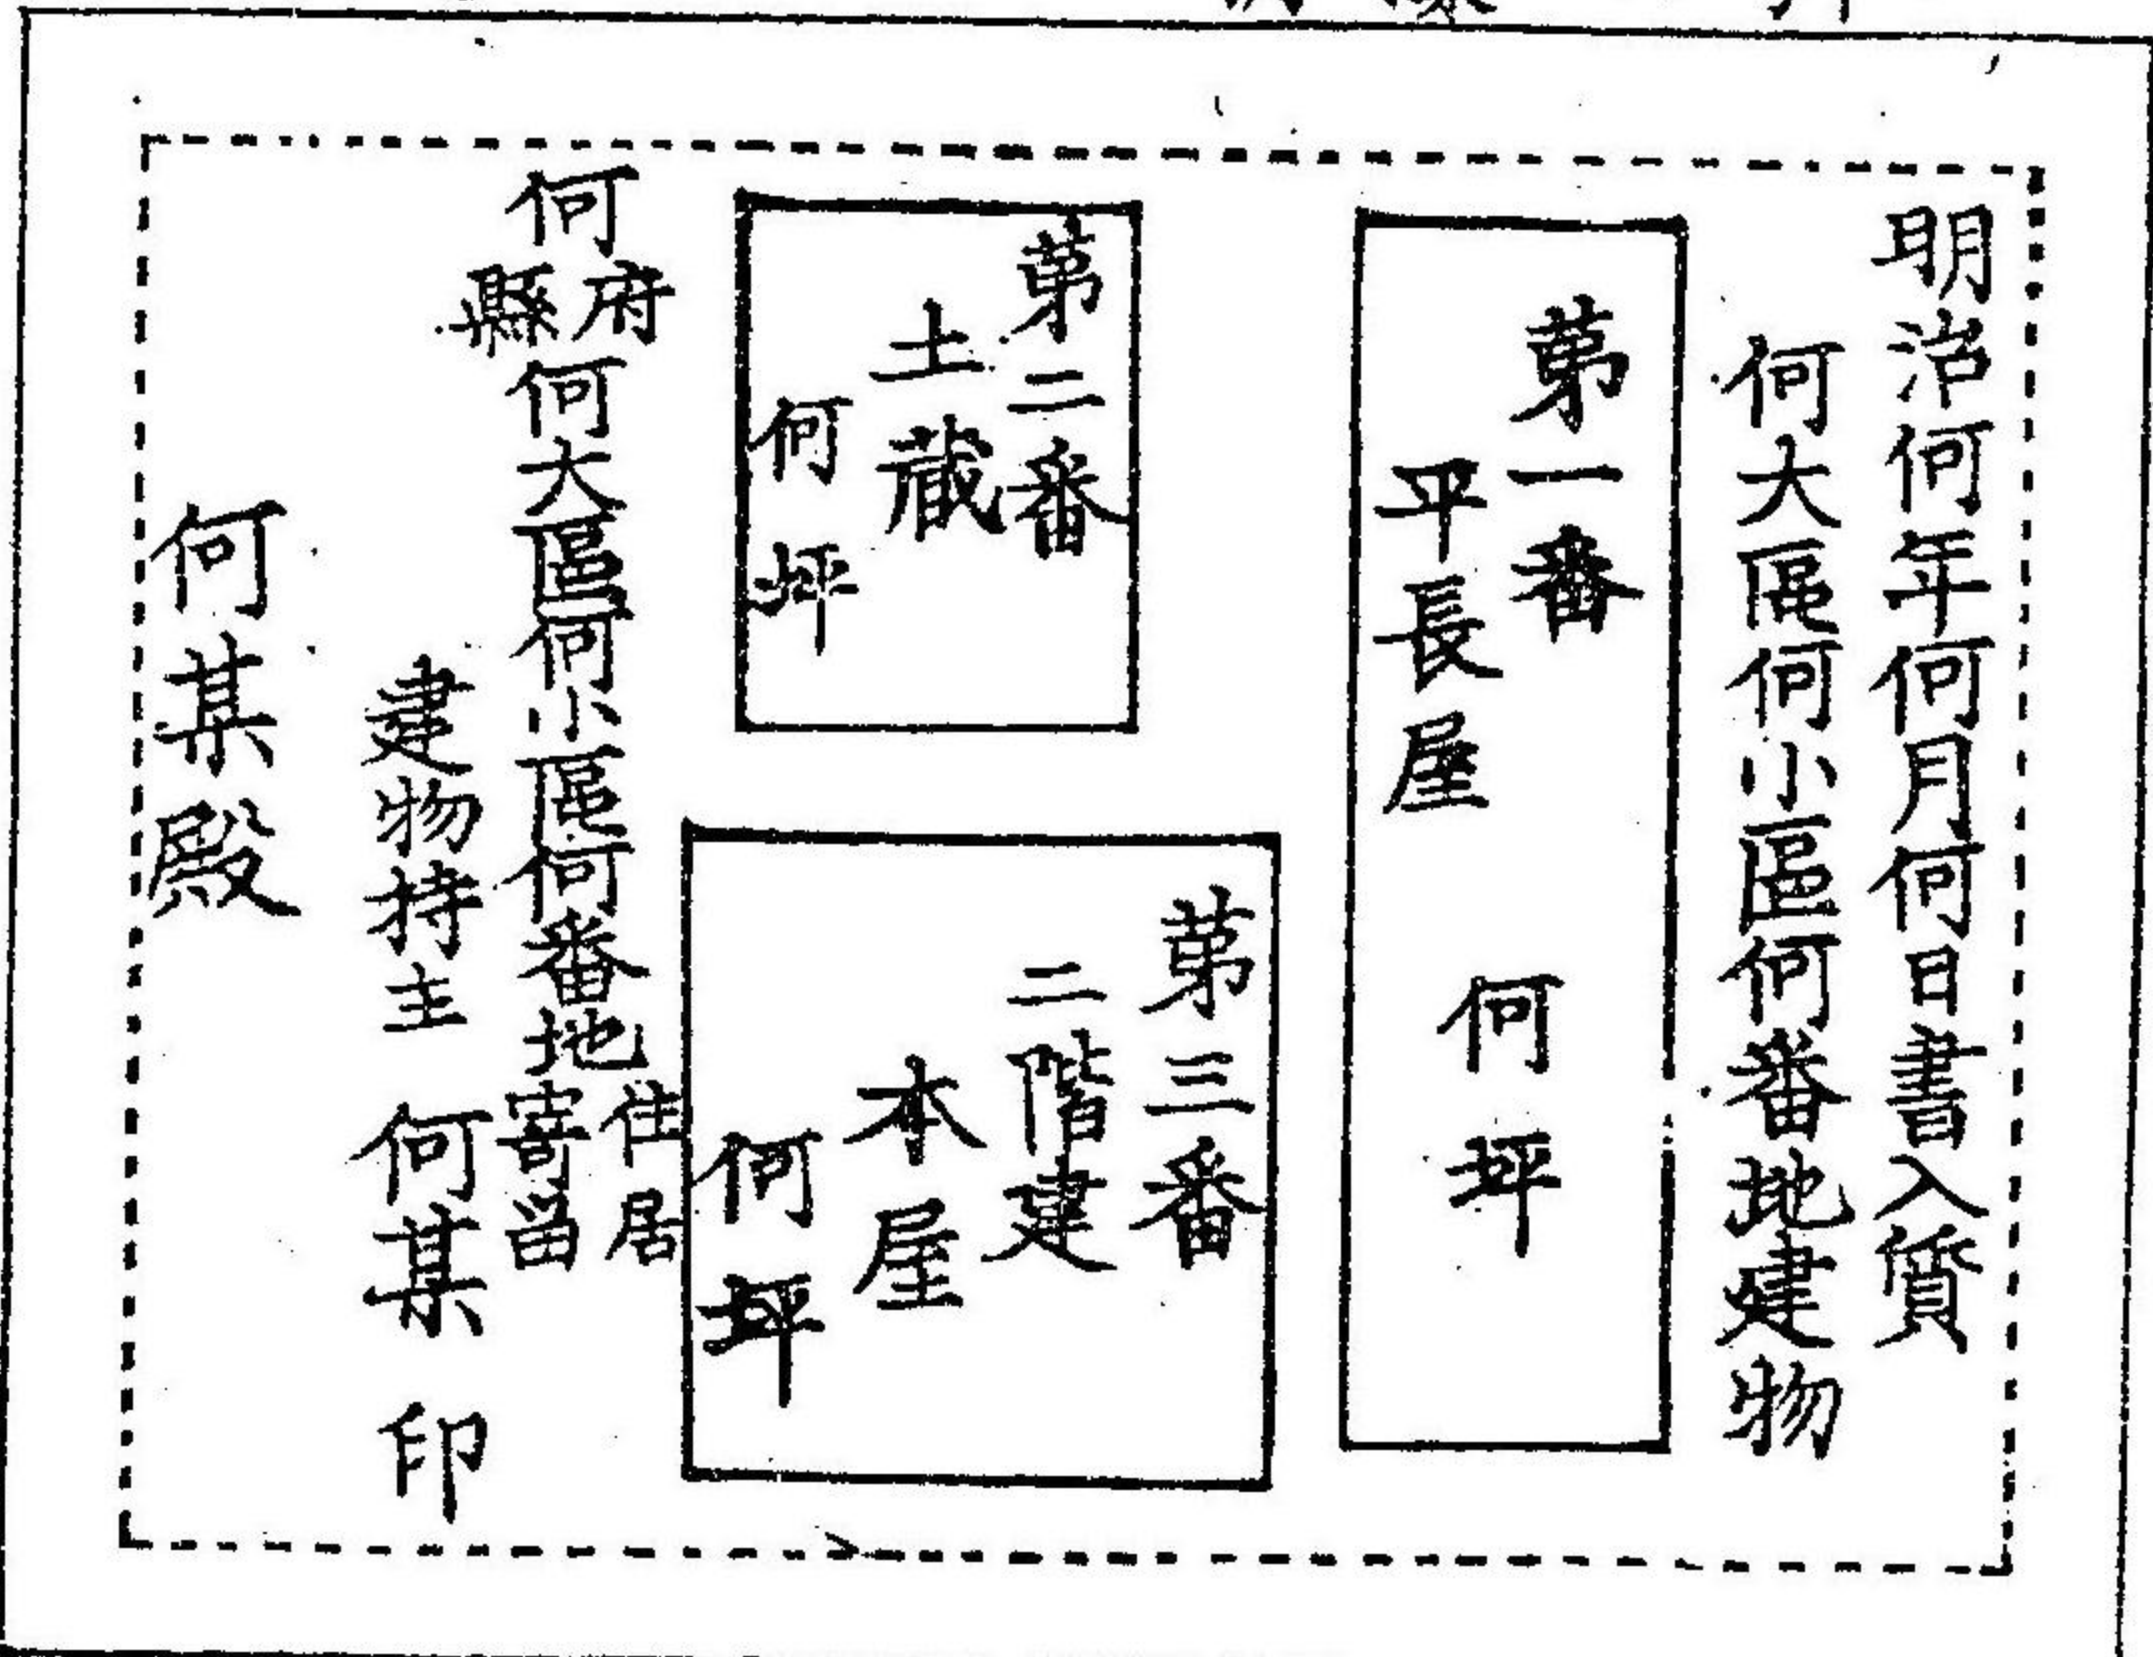 明治何年何月何日書入質
何大區何小區何番地建物
第一番
平長屋 何坪
第二番
土蔵
何坪
第三番
二階建
本屋
何坪
何府縣何大區何小區何番地住居寄留
建物持主 何某 印
何某殿